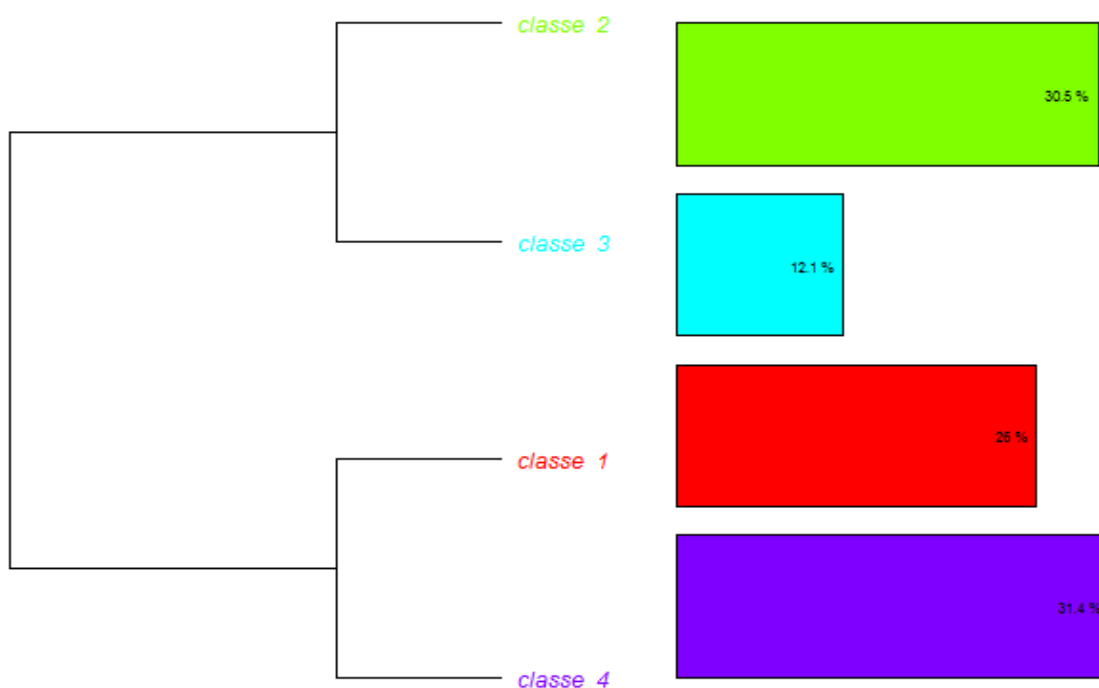 classe 2
30.5 %
classe 3
12.1 %
classe 1
26 %
classe 4
31.4 %